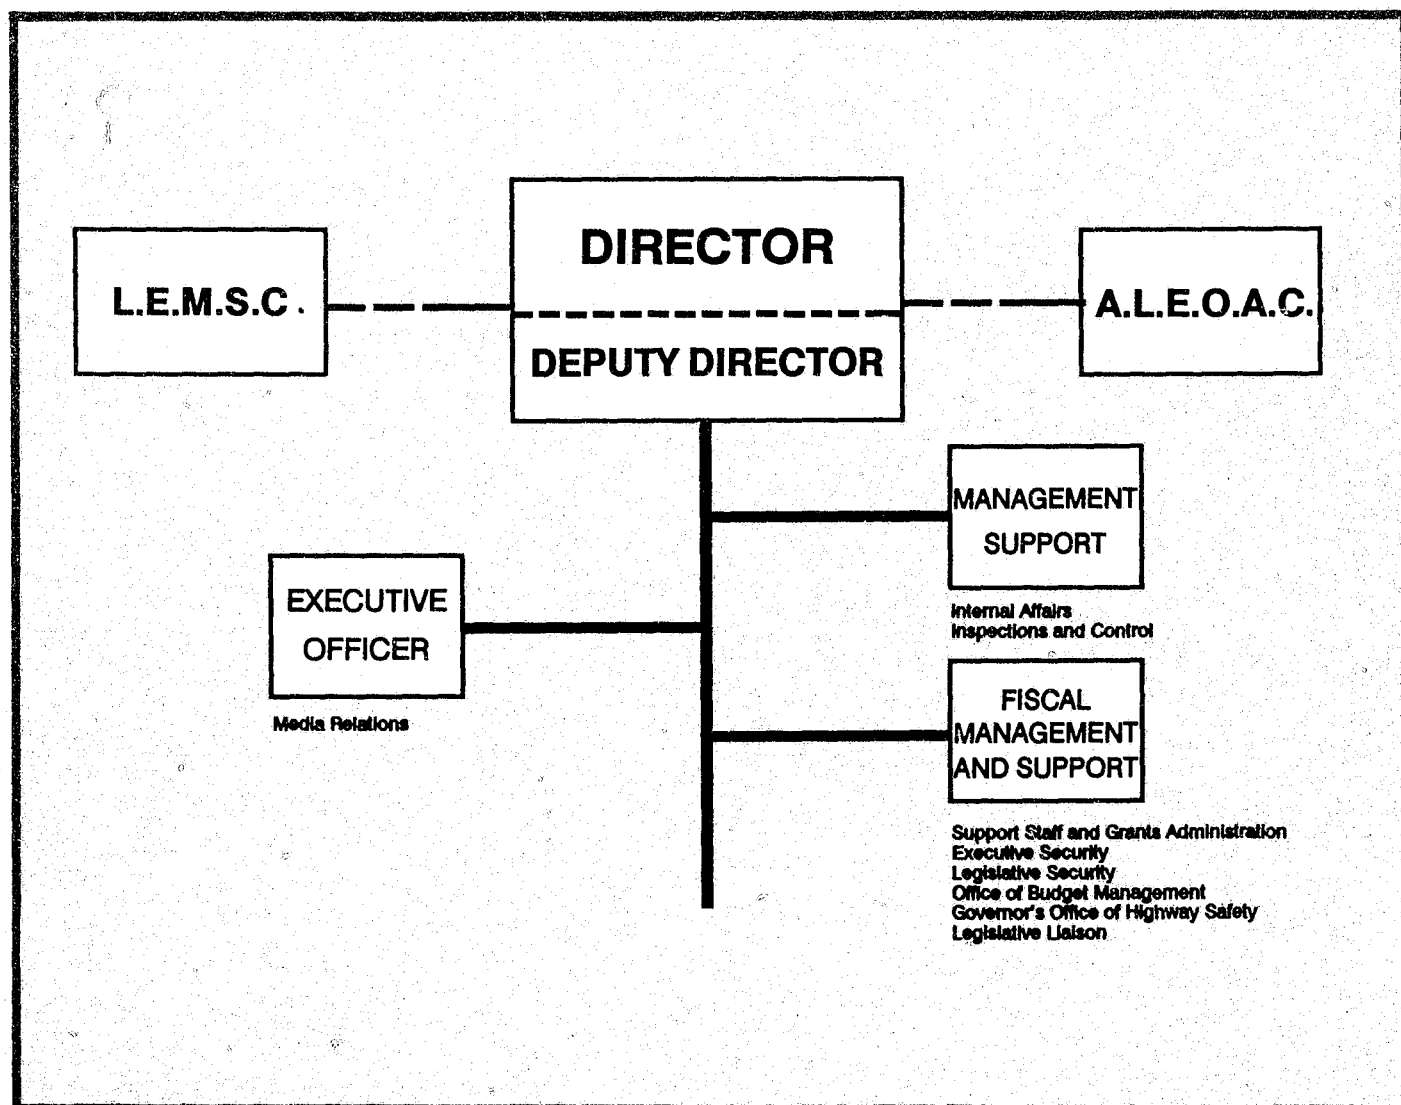 DIRECTOR
L.E.M.S.C.
A.L.E.O.A.C.
DEPUTY DIRECTOR
MANAGEMENT
SUPPORT
Internal Affairs
Inspections and Control
EXECUTIVE
OFFICER
Media Relations
FISCAL
MANAGEMENT
AND SUPPORT
Support Staff and Grants Administration
Executive Security
Legislative Security
Office of Budget Management
Governor's Office of Highway Safety
Legislative Liaison